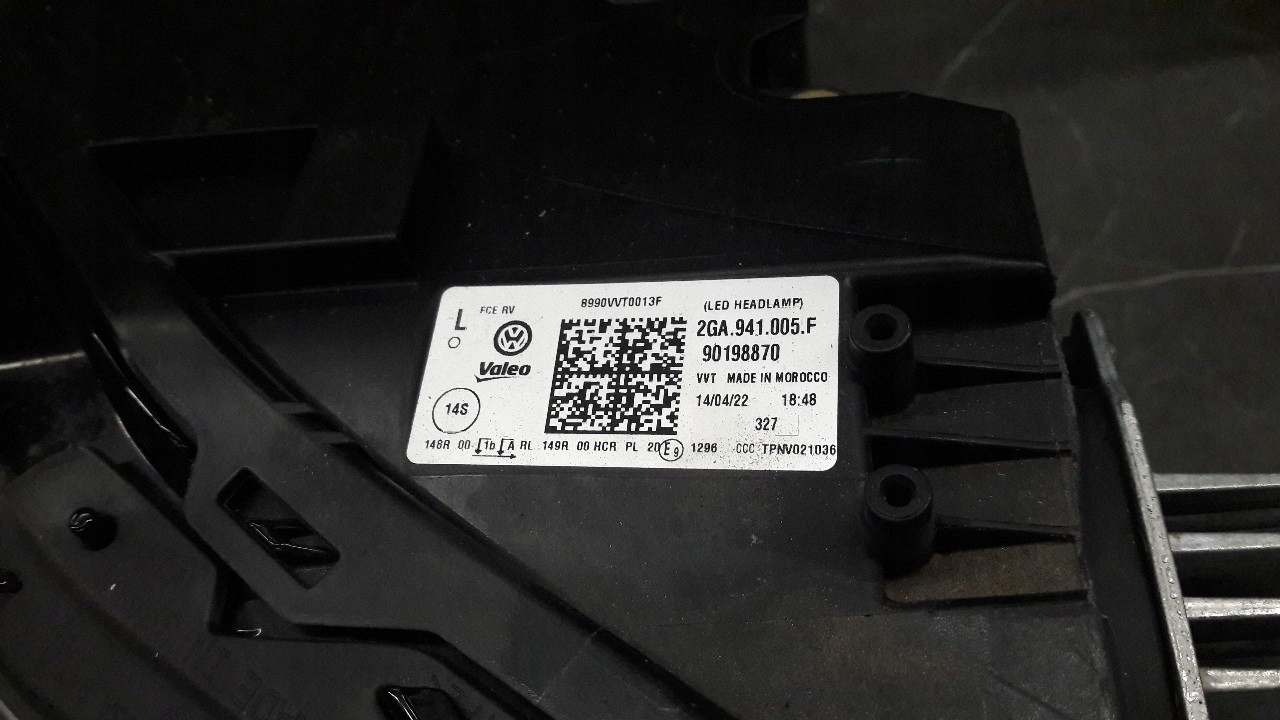 FCE RV 8990VVT0013F (LED HEADLAMP)
L 2GA.941.005.F
Valeo 90198870
VVT MADE IN MOROCCO
14S 14/04/22 18:48
327
148R 00 1b A RL 149R 00 HCR PL 20 E9 1296 CCC TPNV021036